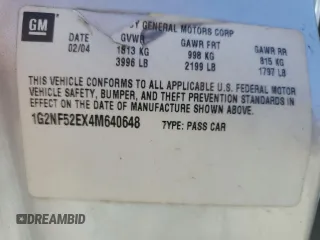 GM
BY GENERAL MOTORS CORP
GVWR GAWR FRT GAWR RR
02/04 1813 KG 998 KG 815 KG
3996 LB 2199 LB 1797 LB
THIS VEHICLE CONFORMS TO ALL APPLICABLE U.S. FEDERAL MOTOR
VEHICLE SAFETY, BUMPER, AND THEFT PREVENTION STANDARDS IN
EFFECT ON THE DATE OF MANUFACTURE SHOWN ABOVE.
1G2NF52EX4M640648 TYPE: PASS CAR
DREAMBID